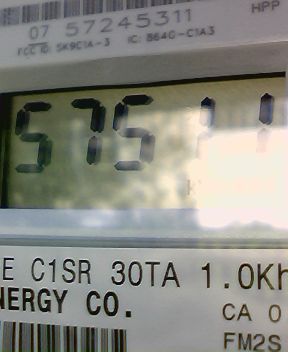 HPP
07 57245311
FCC ID: SK9C1A-3 IC: 864G-C1A3
57511
E C1SR 30TA 1.0Kh
NERGY CO.
CA 0
FM2S